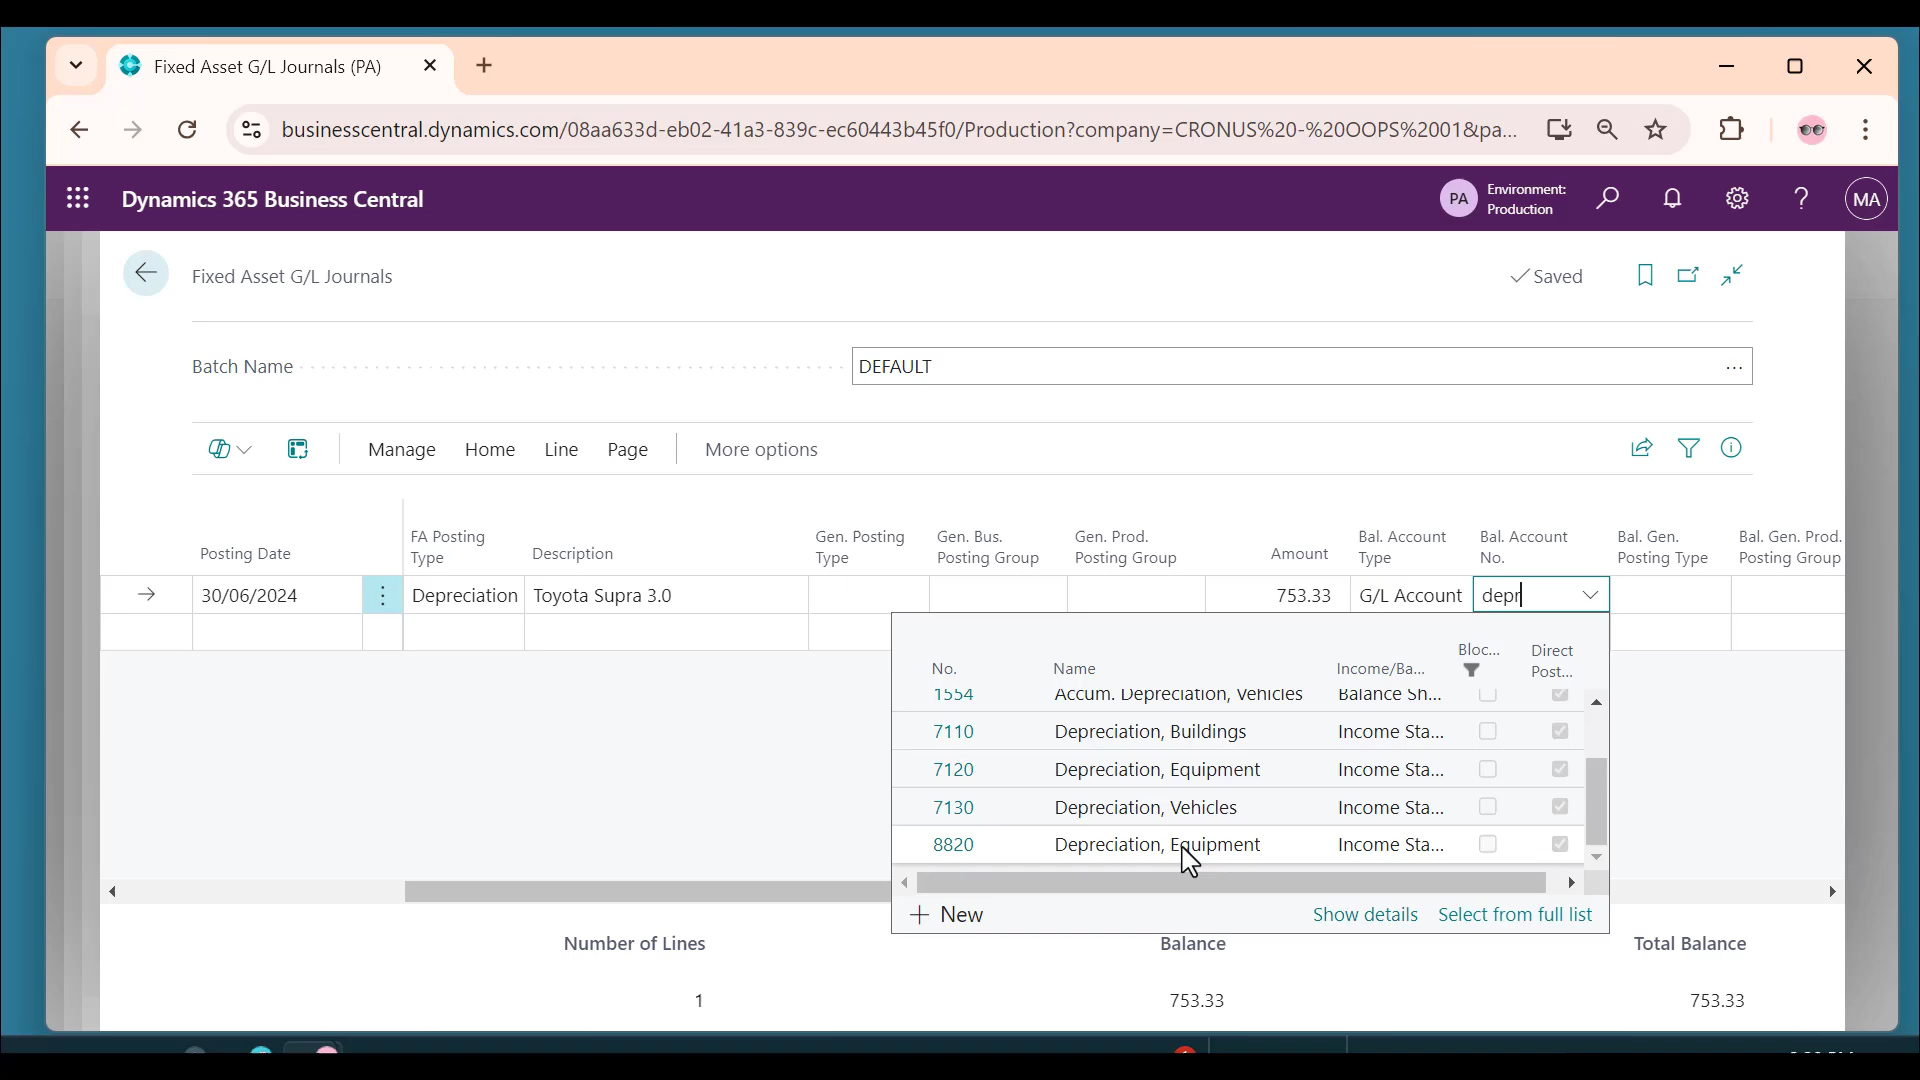 Fixed Asset G/L Journals (PA)
businesscentral.dynamics.com/08aa633d-eb02-41a3-839c-ec60443b45f0/Production?company=CRONUS%20-%20OOPS%2001&pa...
Dynamics 365 Business Central
PA
Environment:
Production
MA
Fixed Asset G/L Journals
Saved
Batch Name
DEFAULT
Manage Home Line Page More options
Posting Date
FA Posting Type
Description
Gen. Posting Type
Gen. Bus. Posting Group
Gen. Prod. Posting Group
Amount
Bal. Account Type
Bal. Account No.
Bal. Gen. Posting Type
Bal. Gen. Prod. Posting Group
30/06/2024 Depreciation Toyota Supra 3.0 753.33 G/L Account depr
No. Name Income/Ba... Bloc... Direct Post...
1554 Accum. Depreciation, Vehicles Balance Sh...
7110 Depreciation, Buildings Income Sta...
7120 Depreciation, Equipment Income Sta...
7130 Depreciation, Vehicles Income Sta...
8820 Depreciation, Equipment Income Sta...
+ New Show details Select from full list
Number of Lines Balance Total Balance
1 753.33 753.33